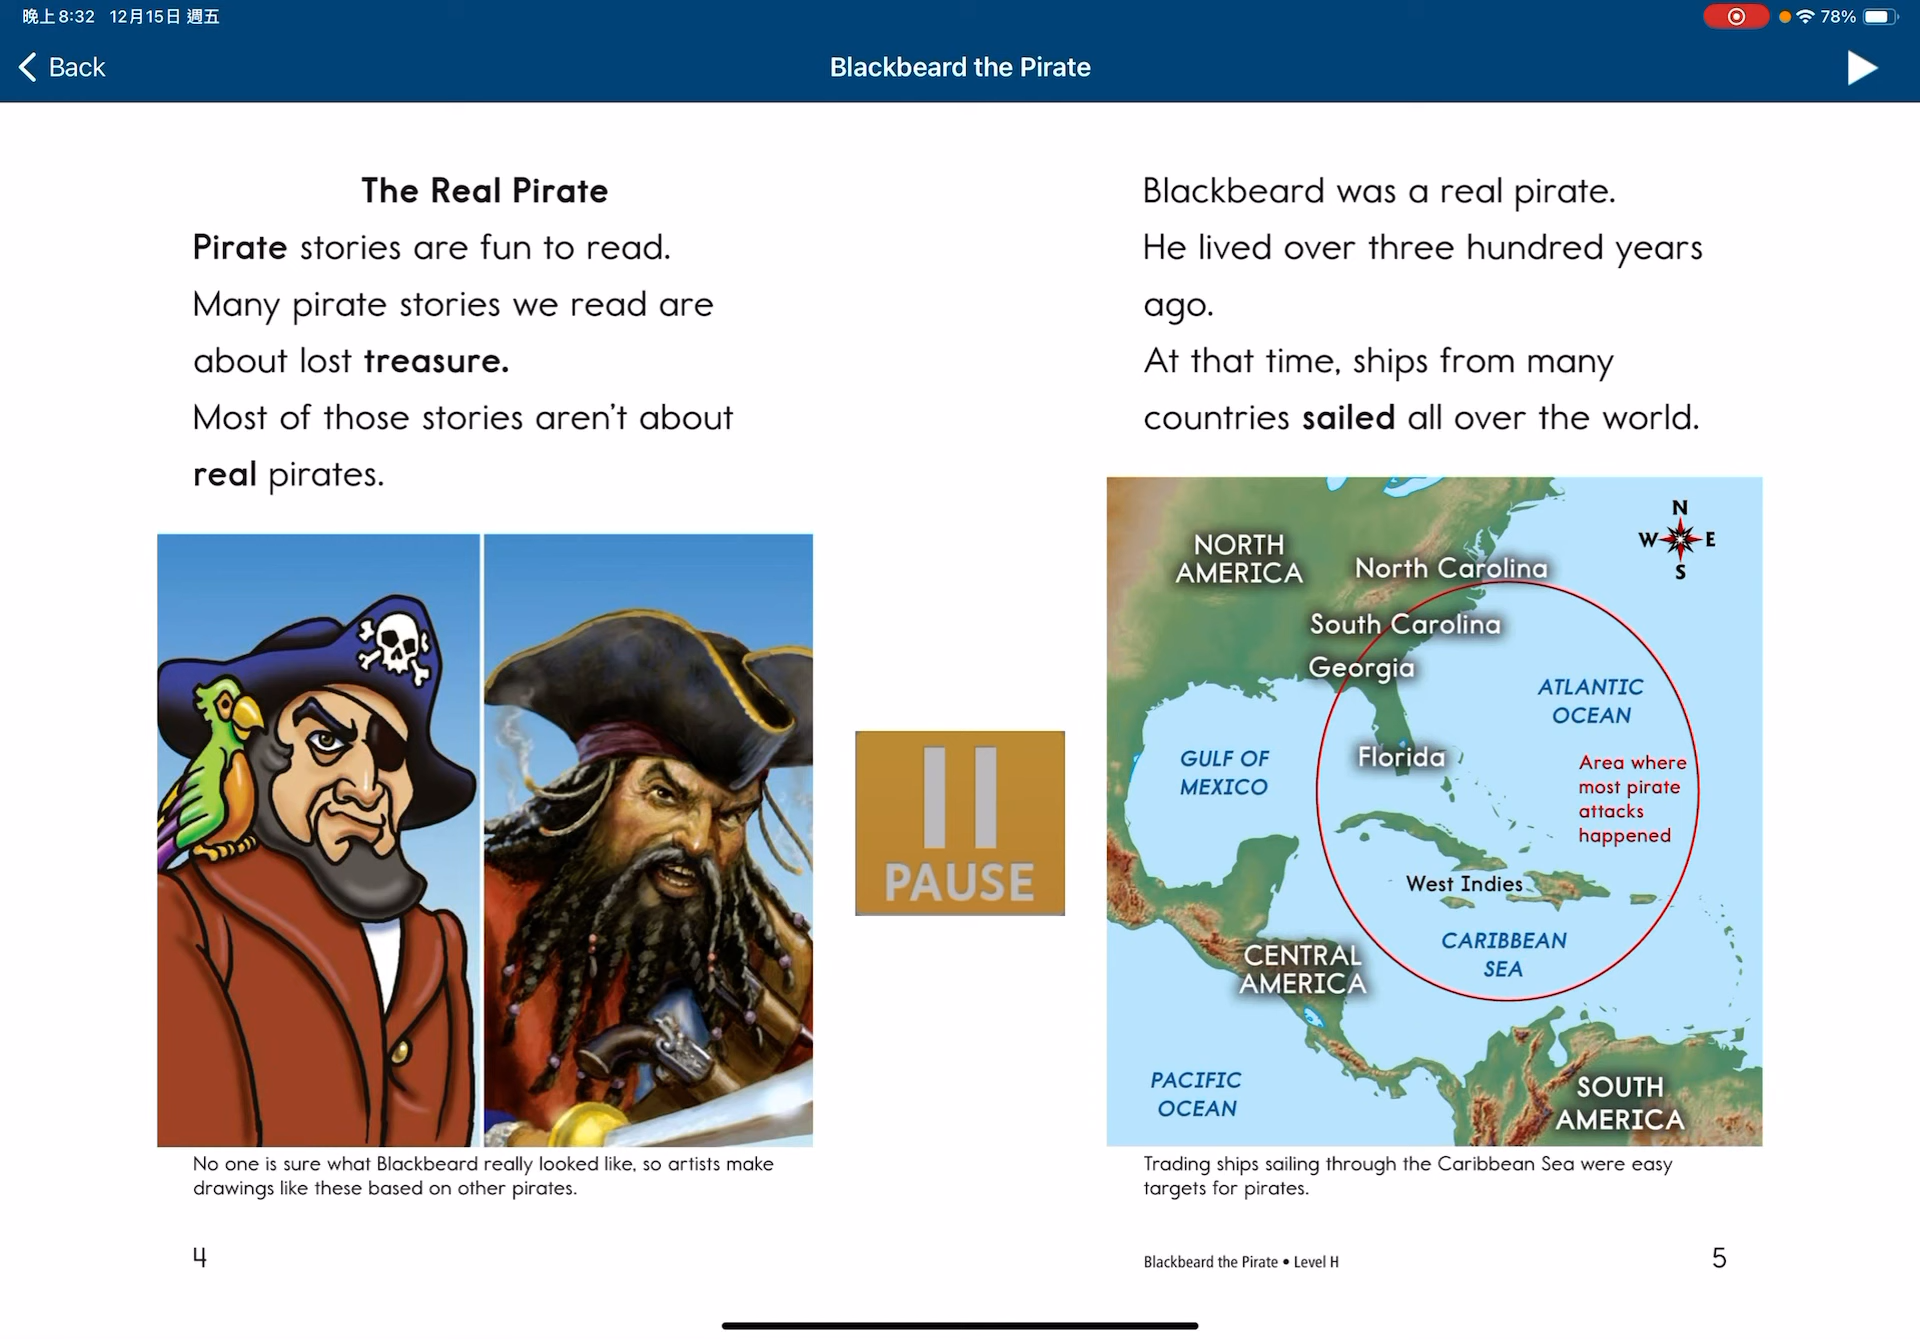 晚上8:32 12月15日 週五
78%
Back
Blackbeard the Pirate
The Real Pirate
Pirate stories are fun to read.
Many pirate stories we read are
about lost treasure.
Most of those stories aren't about
real pirates.
No one is sure what Blackbeard really looked like, so artists make
drawings like these based on other pirates.
4
PAUSE
Blackbeard was a real pirate.
He lived over three hundred years
ago.
At that time, ships from many
countries sailed all over the world.
N
W
E
S
NORTH
AMERICA
North Carolina
South Carolina
Georgia
ATLANTIC
OCEAN
GULF OF
MEXICO
Florida
Area where
most pirate
attacks
happened
West Indies
CARIBBEAN
SEA
CENTRAL
AMERICA
PACIFIC
OCEAN
SOUTH
AMERICA
Trading ships sailing through the Caribbean Sea were easy
targets for pirates.
Blackbeard the Pirate • Level H
5